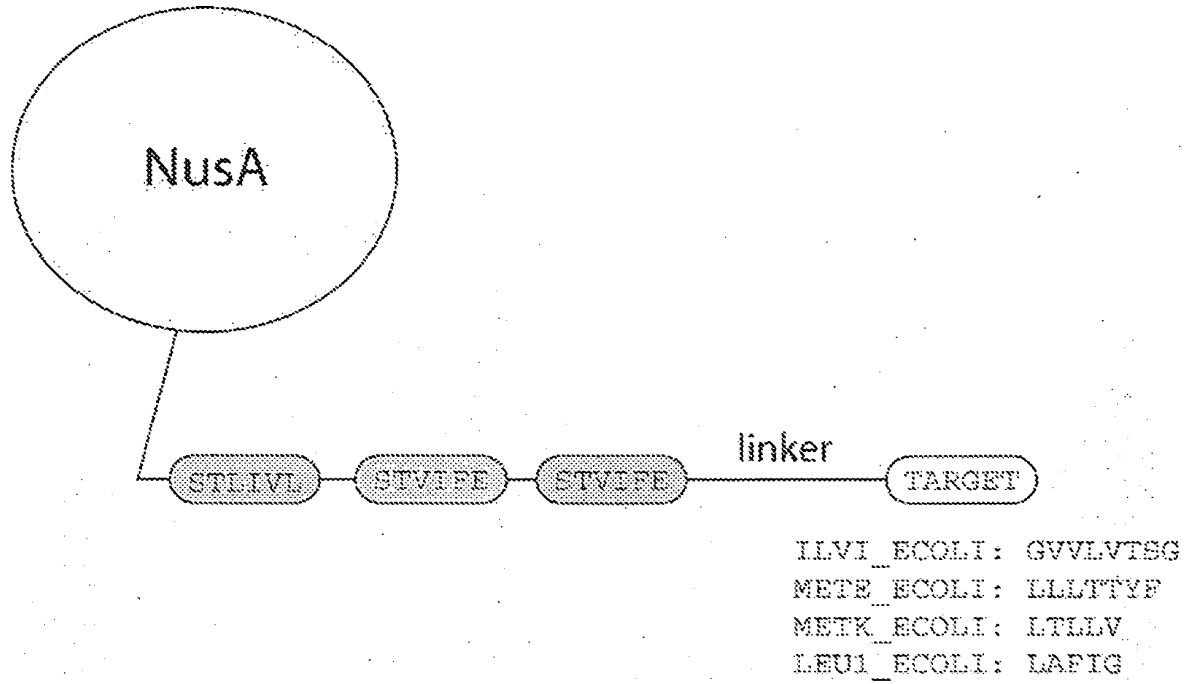 NusA
linker
STLIVL STVIFE STVIFE TARGET
ILVI_ECOLI: GVVLVTSG
METE_ECOLI: LLLTTYF
METK_ECOLI: LTLLV
LEU1_ECOLI: LAFIG